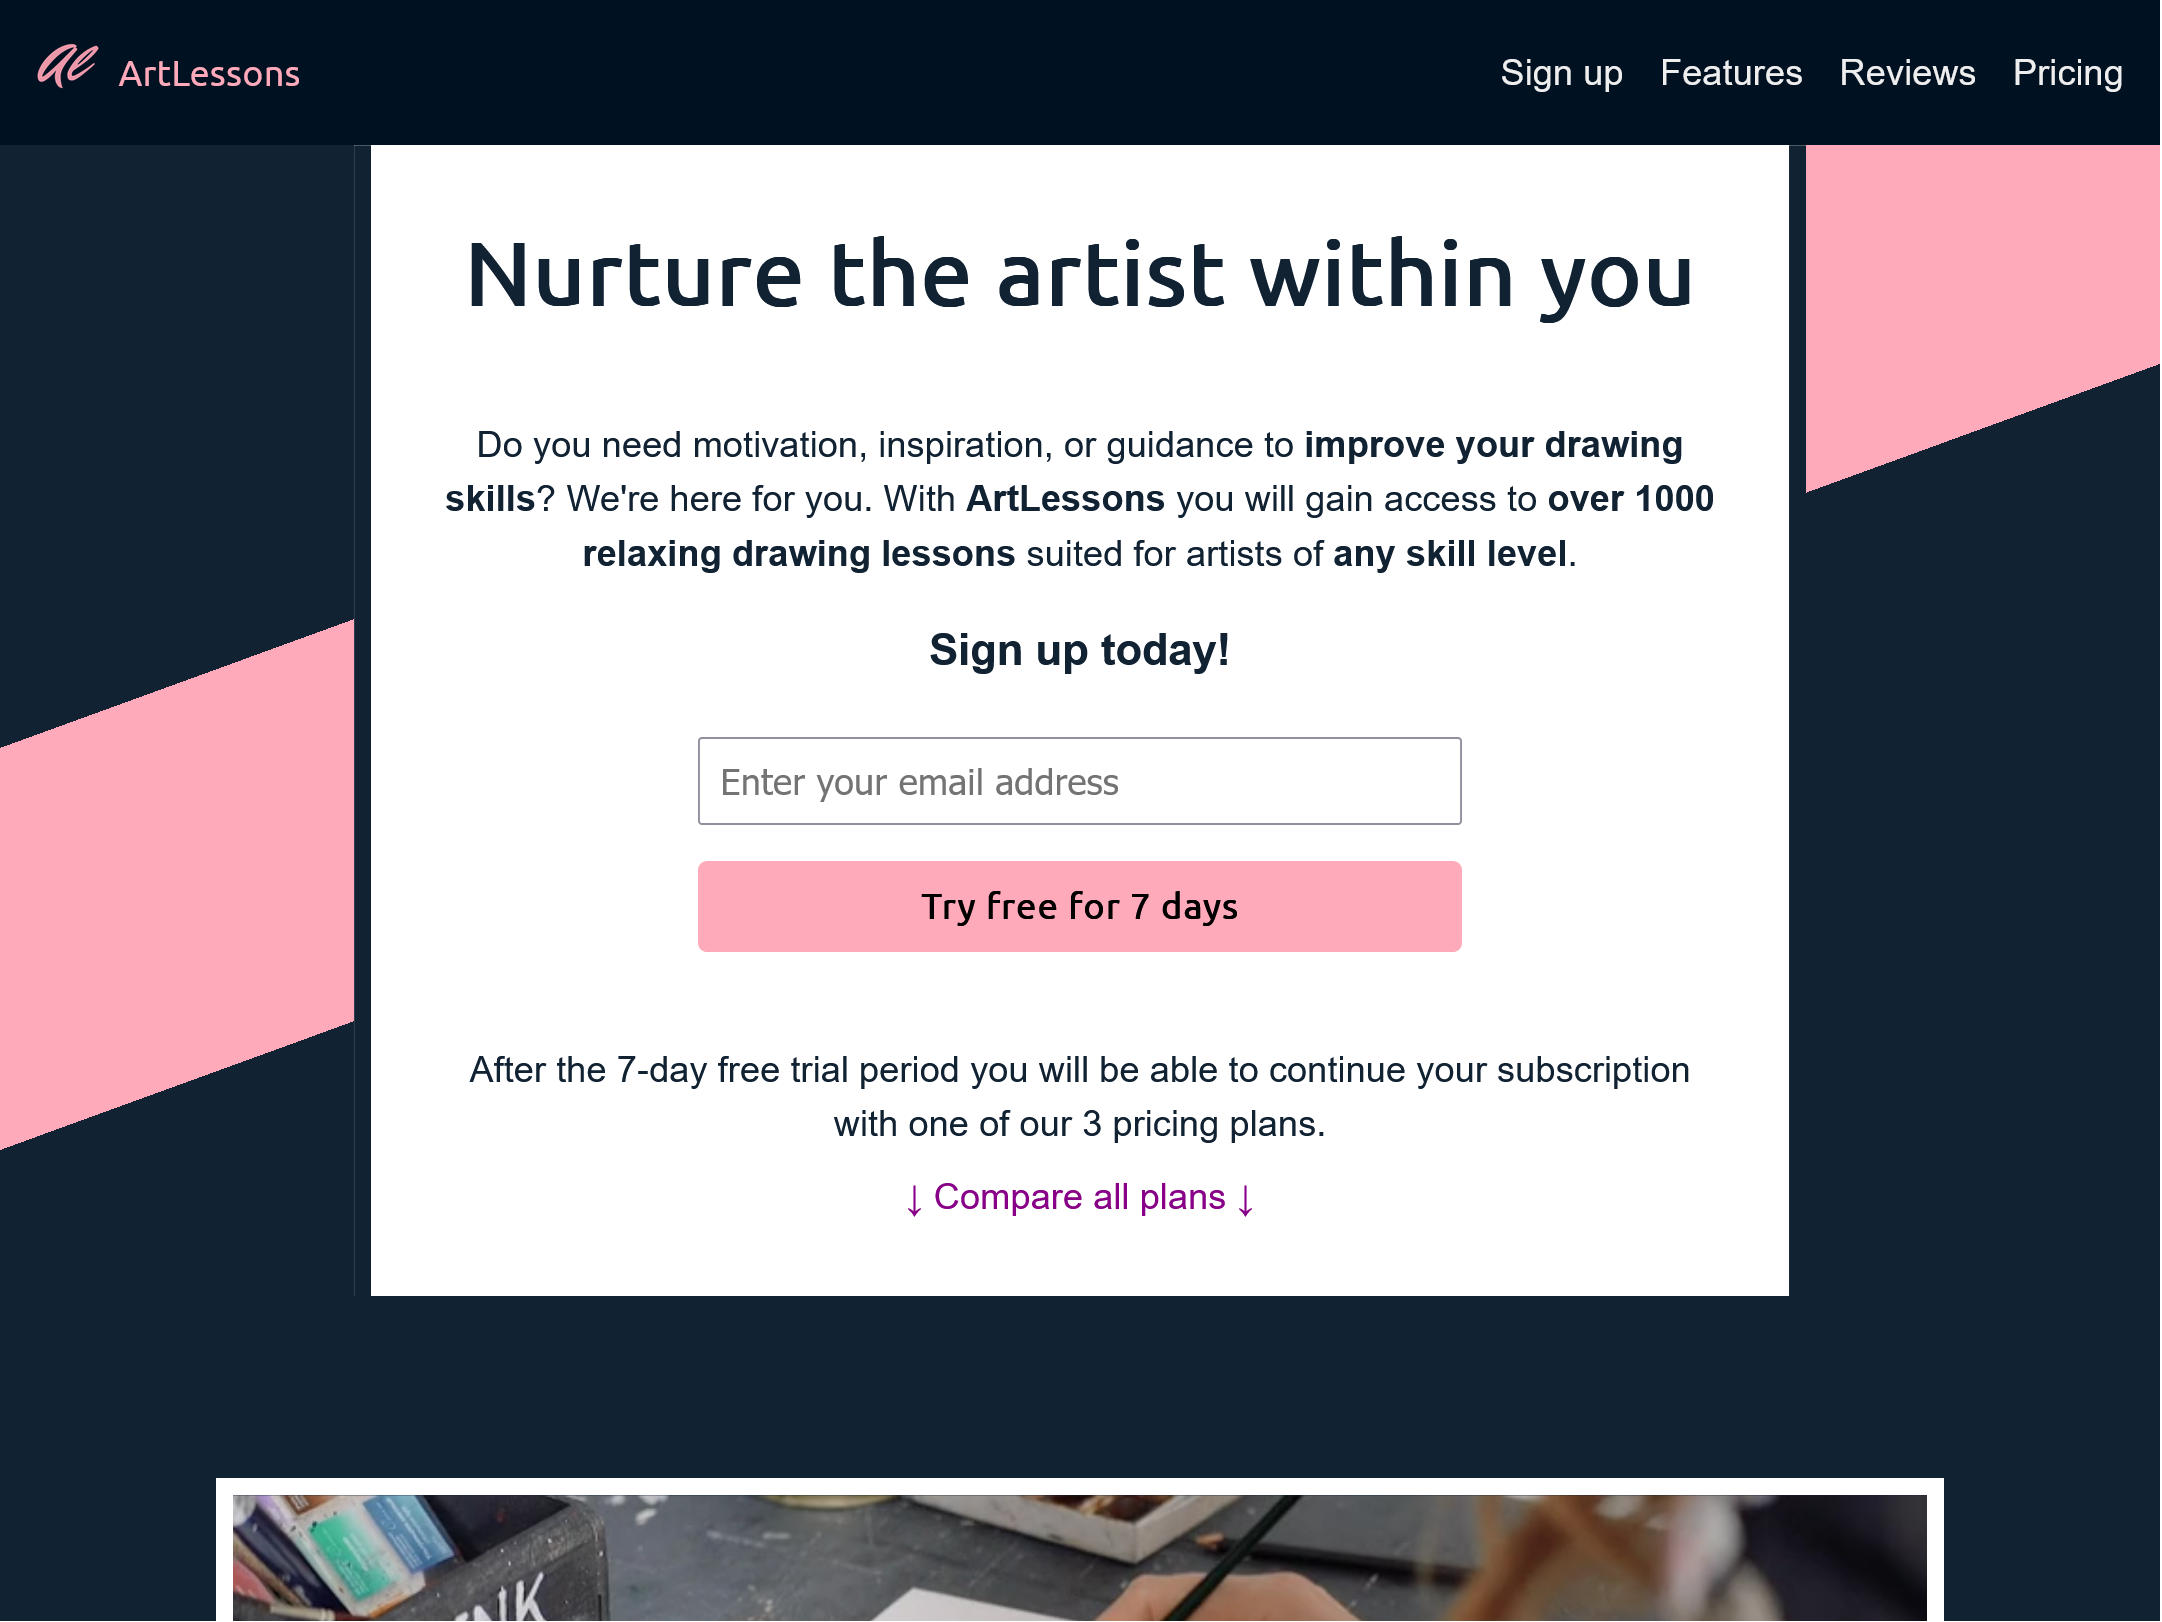 al ArtLessons
Sign up Features Reviews Pricing
Nurture the artist within you
Do you need motivation, inspiration, or guidance to improve your drawing
skills? We're here for you. With ArtLessons you will gain access to over 1000
relaxing drawing lessons suited for artists of any skill level.
Sign up today!
Enter your email address
Try free for 7 days
After the 7-day free trial period you will be able to continue your subscription
with one of our 3 pricing plans.
↓ Compare all plans ↓